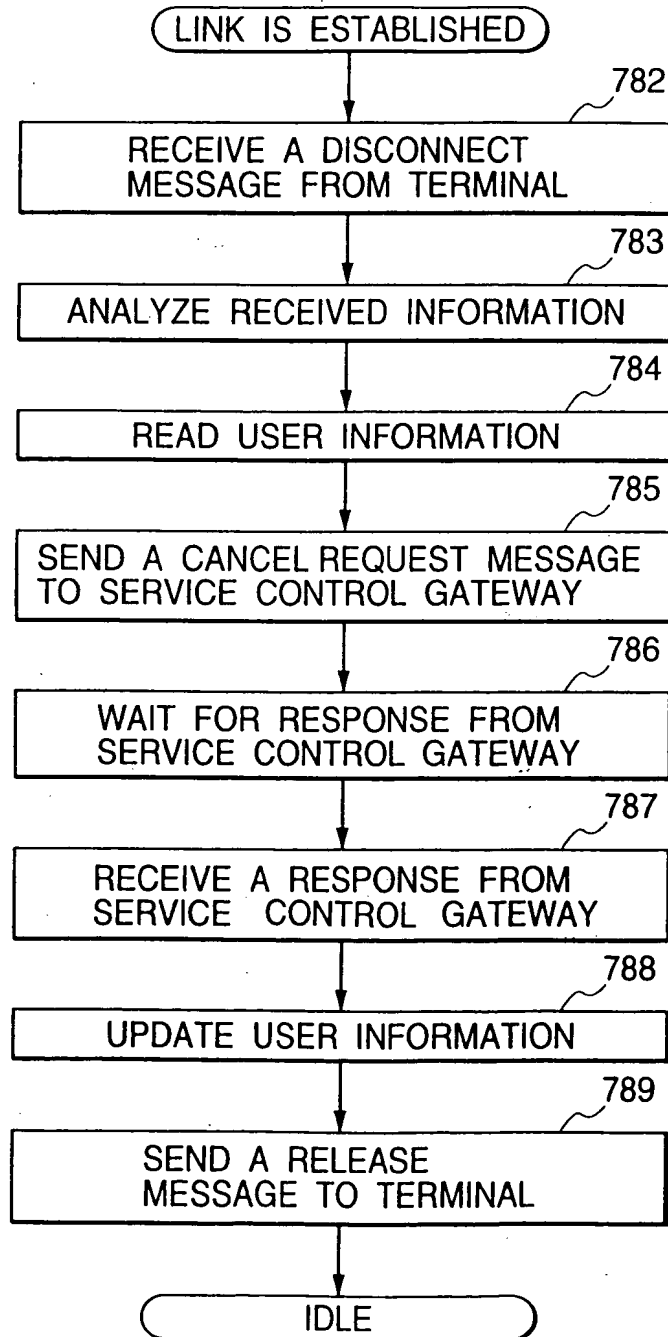 LINK IS ESTABLISHED
782
RECEIVE A DISCONNECT
MESSAGE FROM TERMINAL
783
ANALYZE RECEIVED INFORMATION
784
READ USER INFORMATION
785
SEND A CANCEL REQUEST MESSAGE
TO SERVICE CONTROL GATEWAY
786
WAIT FOR RESPONSE FROM
SERVICE CONTROL GATEWAY
787
RECEIVE A RESPONSE FROM
SERVICE CONTROL GATEWAY
788
UPDATE USER INFORMATION
789
SEND A RELEASE
MESSAGE TO TERMINAL
IDLE